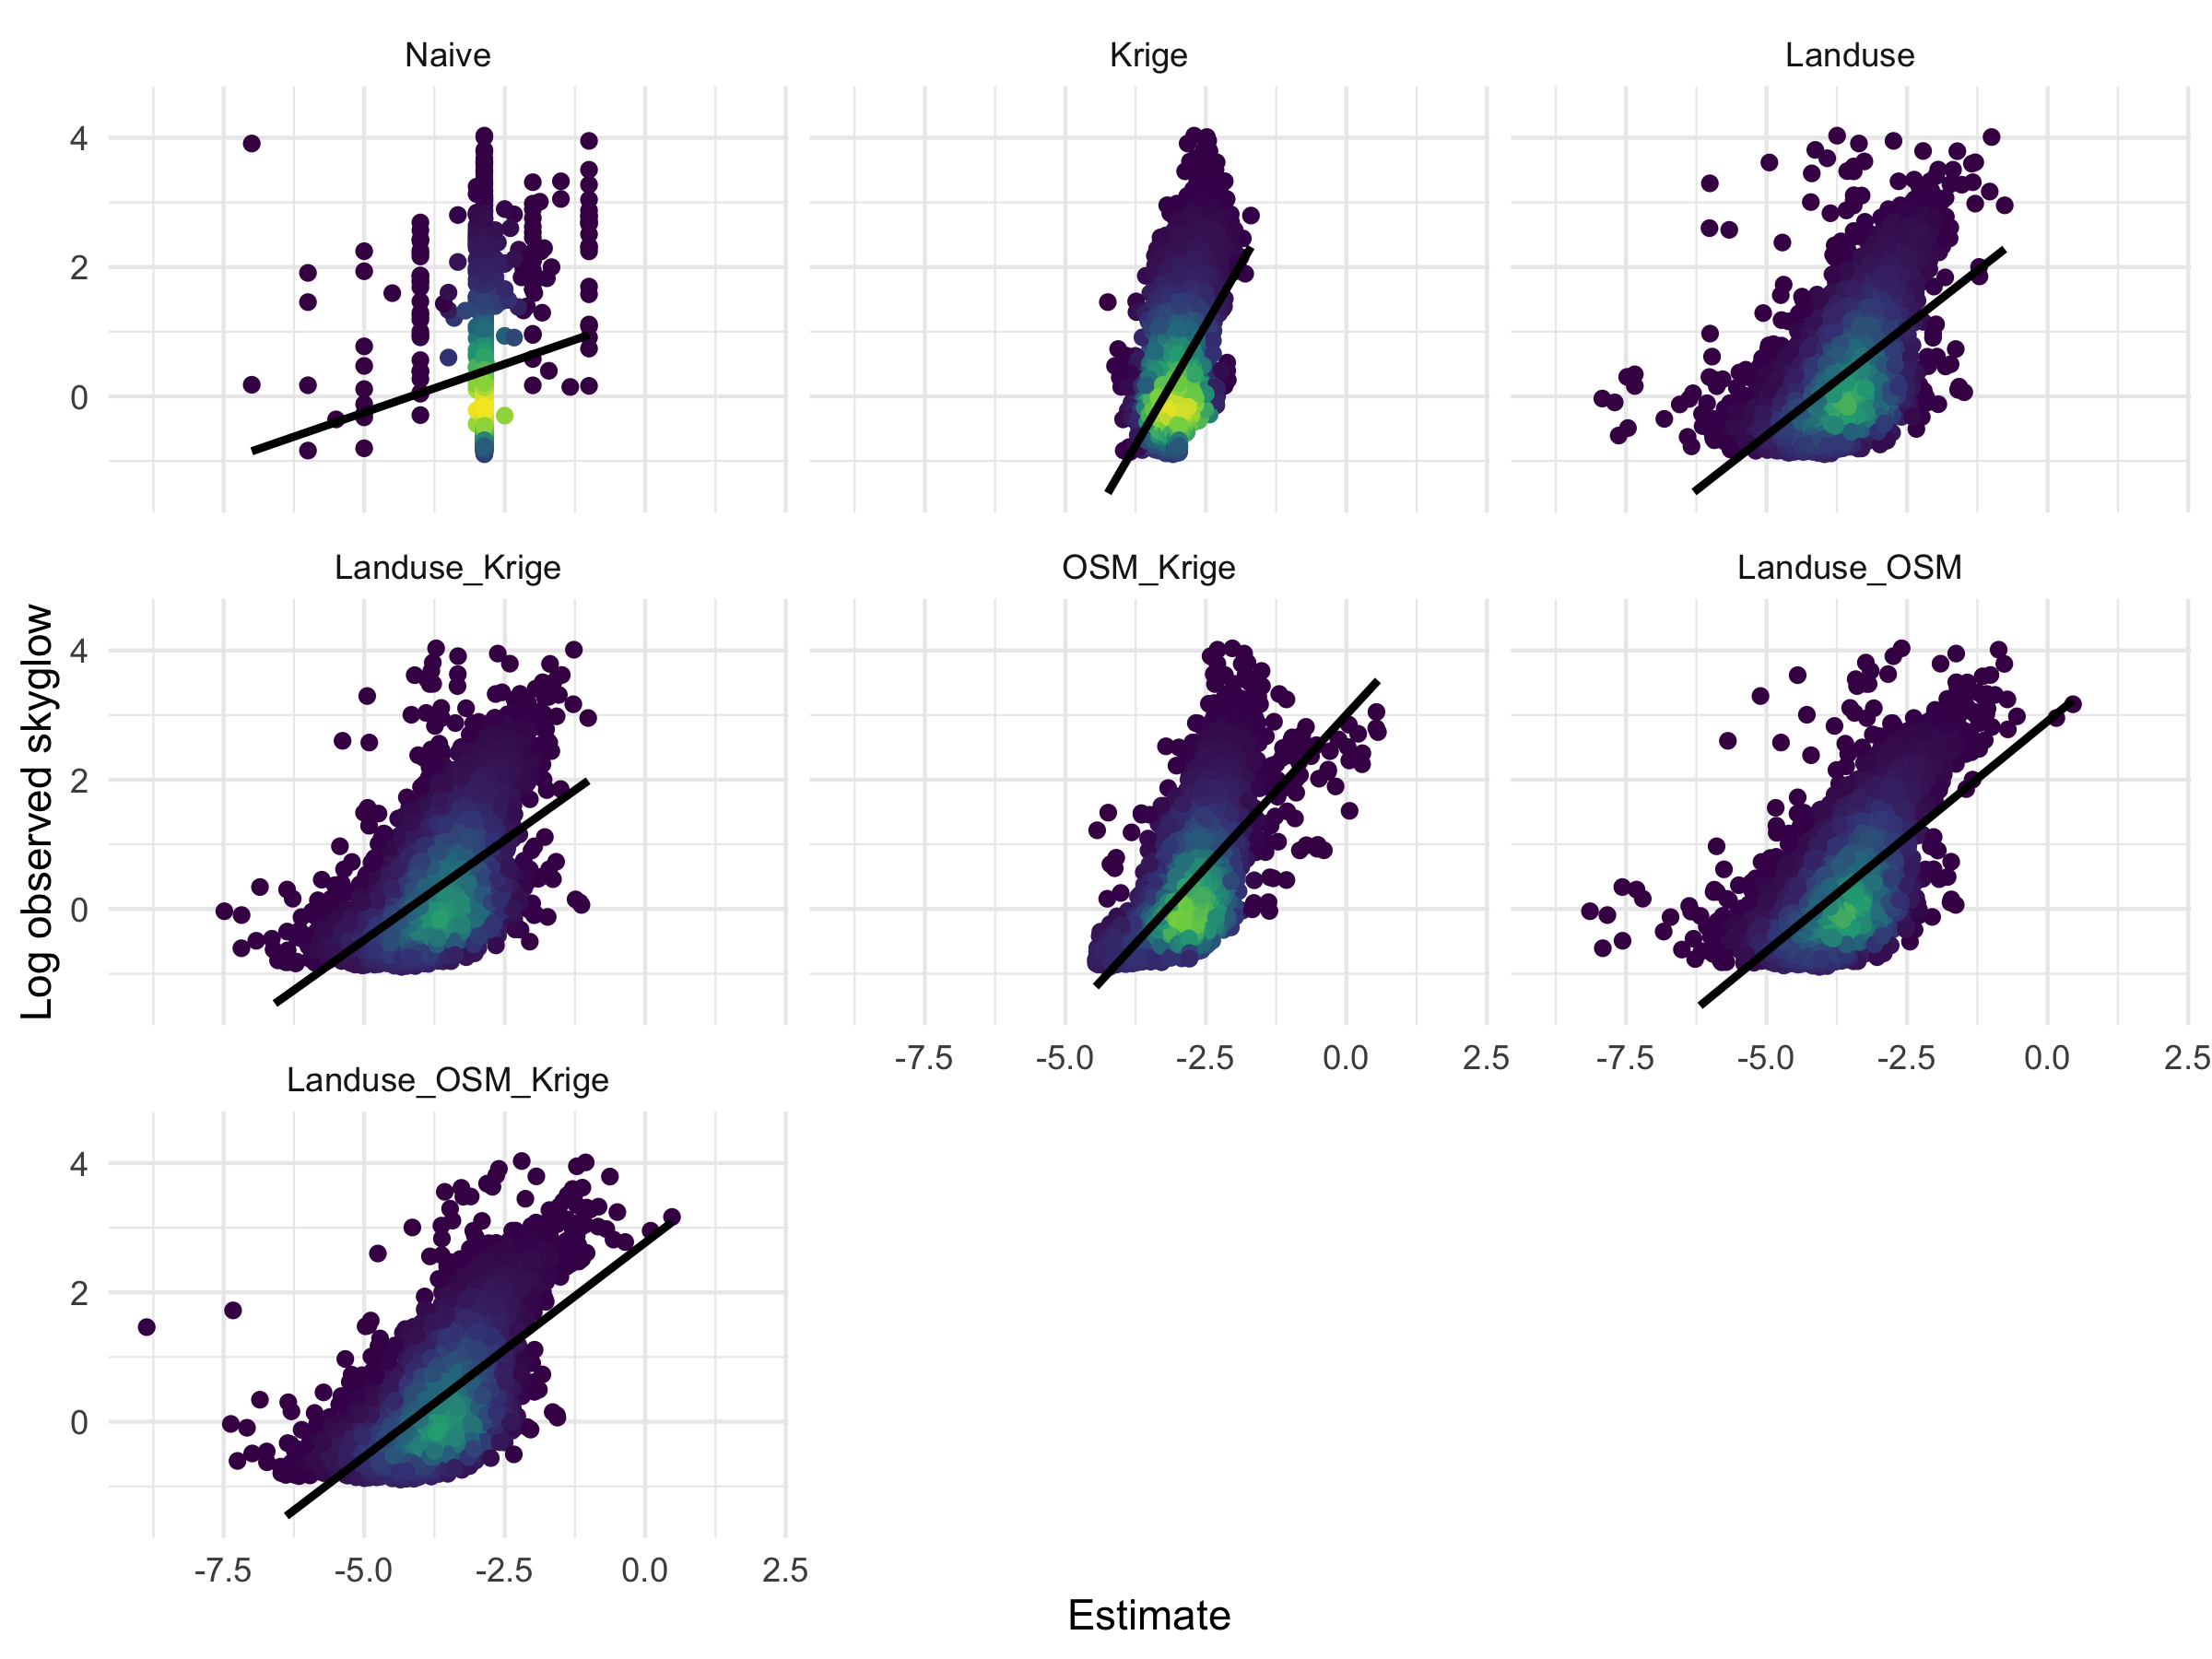 Naive Krige Landuse
4
2
0
Landuse_Krige OSM_Krige Landuse_OSM
4
2
0
-7.5 -5.0 -2.5 0.0 2.5 -7.5 -5.0 -2.5 0.0 2.5
Landuse_OSM_Krige
4
2
0
-7.5 -5.0 -2.5 0.0 2.5
Estimate
Log observed skyglow